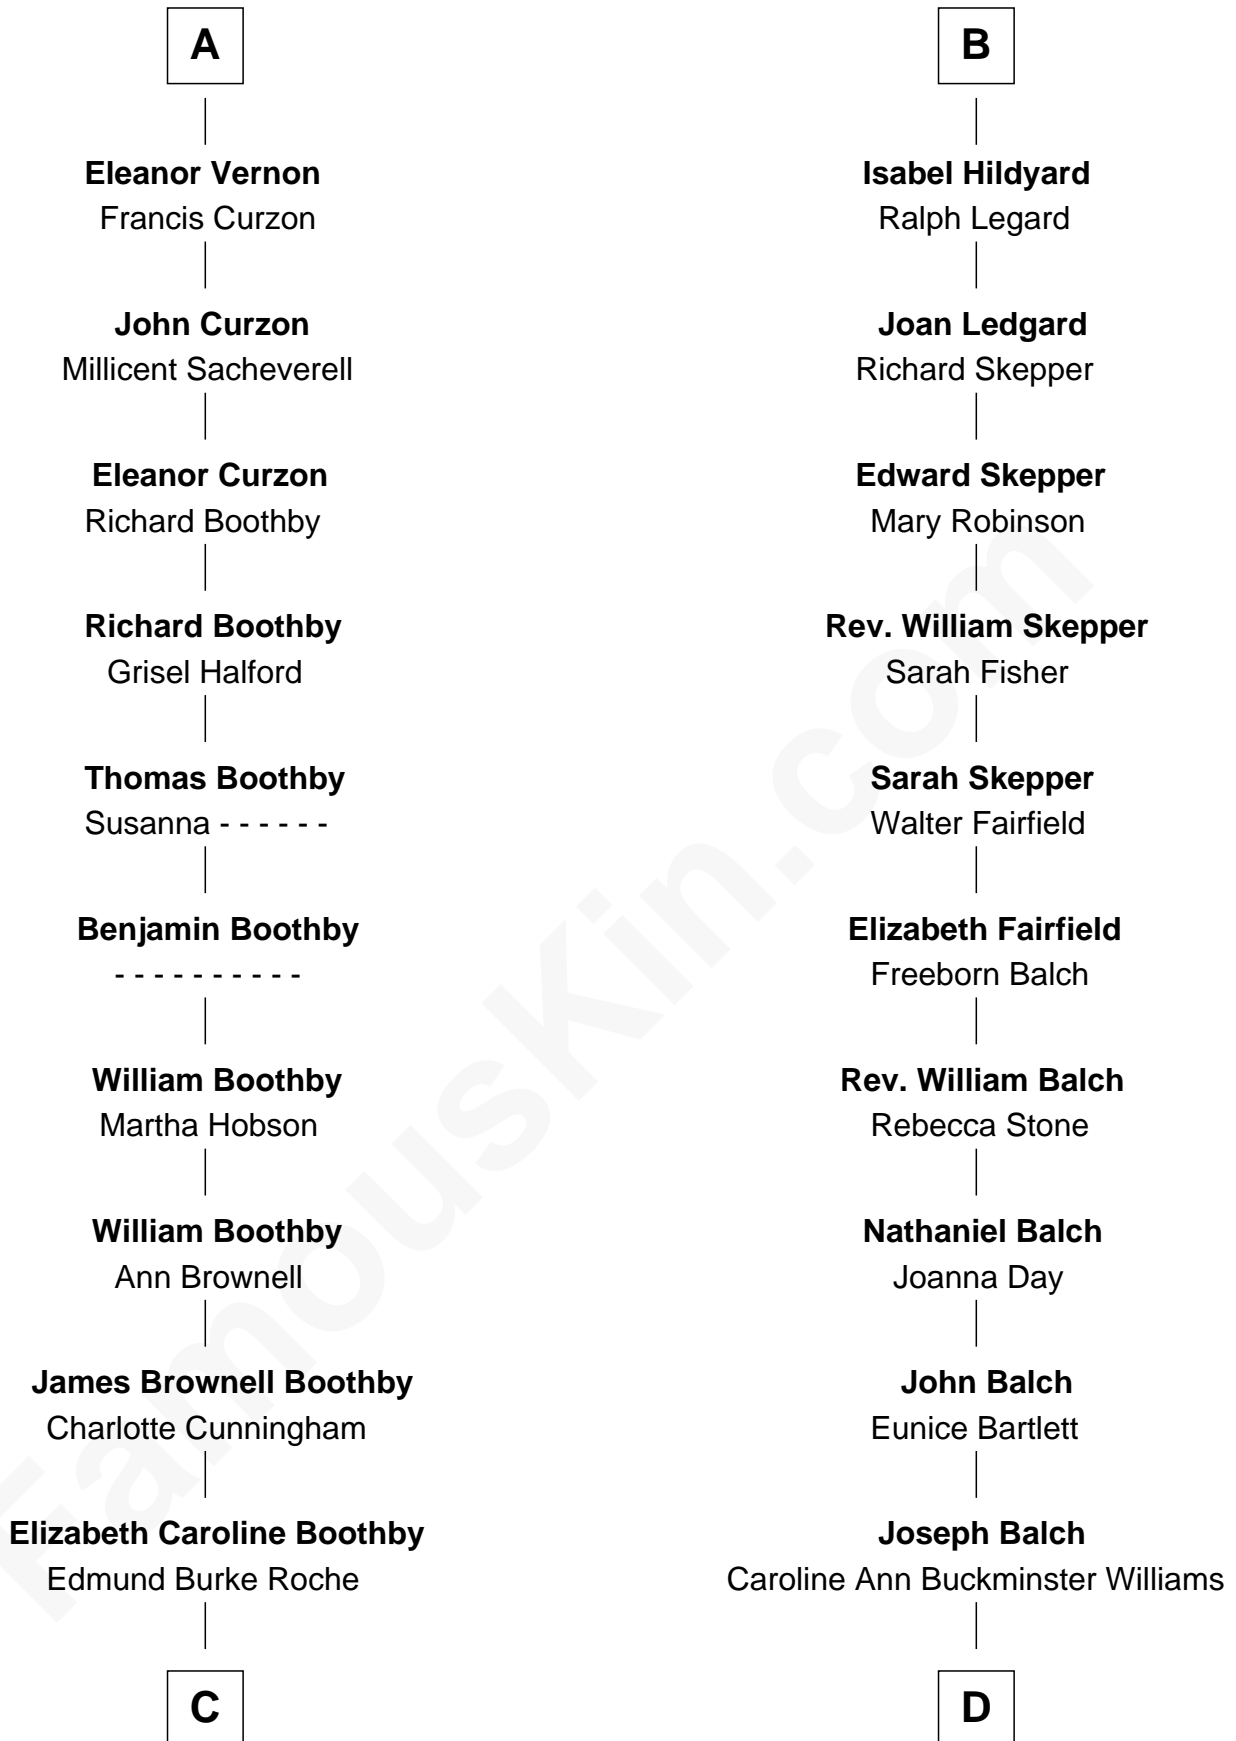 A
Eleanor Vernon
Francis Curzon
John Curzon
Millicent Sacheverell
Eleanor Curzon
Richard Boothby
Richard Boothby
Grisel Halford
Thomas Boothby
Susanna - - - - - -
Benjamin Boothby
- - - - - - - - - -
William Boothby
Martha Hobson
William Boothby
Ann Brownell
James Brownell Boothby
Charlotte Cunningham
Elizabeth Caroline Boothby
Edmund Burke Roche
C
B
Isabel Hildyard
Ralph Legard
Joan Ledgard
Richard Skepper
Edward Skepper
Mary Robinson
Rev. William Skepper
Sarah Fisher
Sarah Skepper
Walter Fairfield
Elizabeth Fairfield
Freeborn Balch
Rev. William Balch
Rebecca Stone
Nathaniel Balch
Joanna Day
John Balch
Eunice Bartlett
Joseph Balch
Caroline Ann Buckminster Williams
D
FamousKin.com